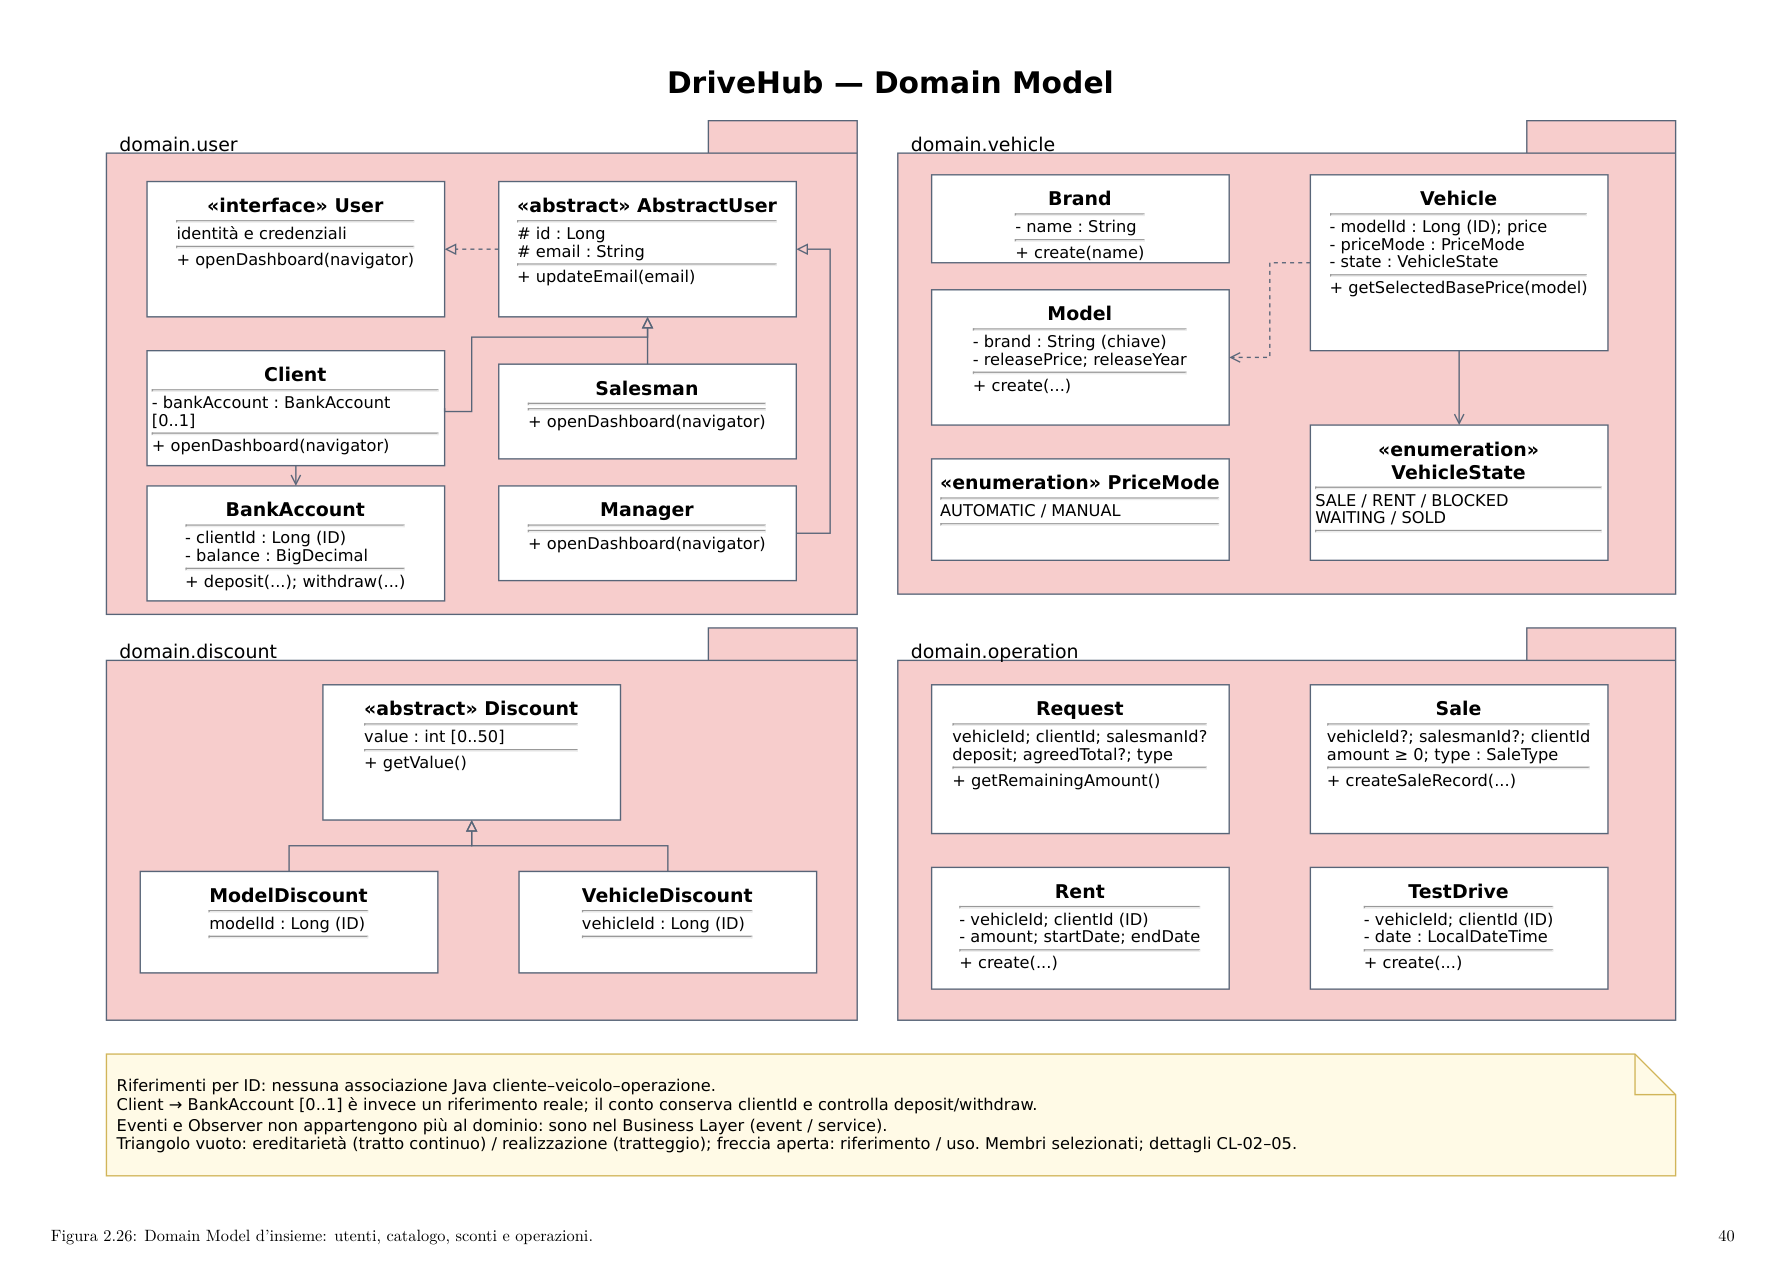 DriveHub — Domain Model
domain.user
«interface» User
identità e credenziali
+ openDashboard(navigator)
«abstract» AbstractUser
# id : Long
# email : String
+ updateEmail(email)
Client
- bankAccount : BankAccount
[0..1]
+ openDashboard(navigator)
Salesman
+ openDashboard(navigator)
BankAccount
- clientId : Long (ID)
- balance : BigDecimal
+ deposit(...); withdraw(...)
Manager
+ openDashboard(navigator)
domain.vehicle
Brand
- name : String
+ create(name)
Vehicle
- modelId : Long (ID); price
- priceMode : PriceMode
- state : VehicleState
+ getSelectedBasePrice(model)
Model
- brand : String (chiave)
- releasePrice; releaseYear
+ create(...)
«enumeration» PriceMode
AUTOMATIC / MANUAL
«enumeration»
VehicleState
SALE / RENT / BLOCKED
WAITING / SOLD
domain.discount
«abstract» Discount
value : int [0..50]
+ getValue()
ModelDiscount
modelId : Long (ID)
VehicleDiscount
vehicleId : Long (ID)
domain.operation
Request
vehicleId; clientId; salesmanId?
deposit; agreedTotal?; type
+ getRemainingAmount()
Sale
vehicleId?; salesmanId?; clientId
amount ≥ 0; type : SaleType
+ createSaleRecord(...)
Rent
- vehicleId; clientId (ID)
- amount; startDate; endDate
+ create(...)
TestDrive
- vehicleId; clientId (ID)
- date : LocalDateTime
+ create(...)
Riferimenti per ID: nessuna associazione Java cliente–veicolo–operazione.
Client → BankAccount [0..1] è invece un riferimento reale; il conto conserva clientId e controlla deposit/withdraw.
Eventi e Observer non appartengono più al dominio: sono nel Business Layer (event / service).
Triangolo vuoto: ereditarietà (tratto continuo) / realizzazione (tratteggio); freccia aperta: riferimento / uso. Membri selezionati; dettagli CL-02–05.
Figura 2.26: Domain Model d'insieme: utenti, catalogo, sconti e operazioni.
40